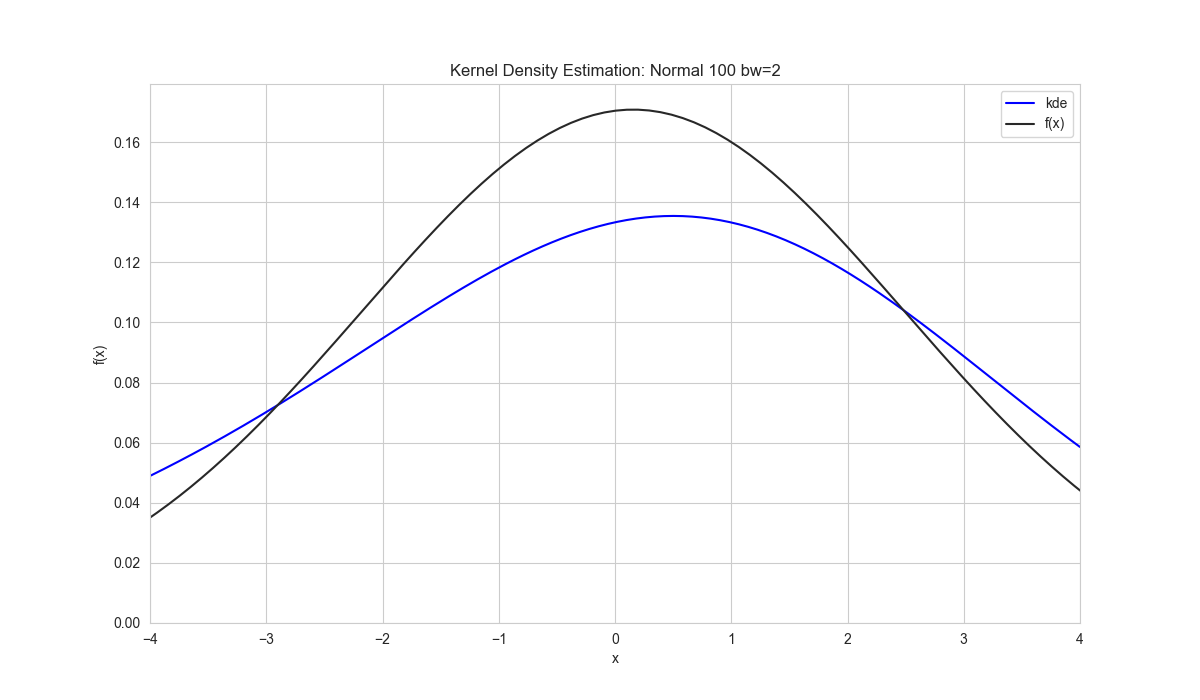 Kernel Density Estimation: Normal 100 bw=2
kde
f(x)
0.16
0.14
0.12
0.10
0.08
0.06
0.04
0.02
0.00
f(x)
−4 −3 −2 −1 0 1 2 3 4
x